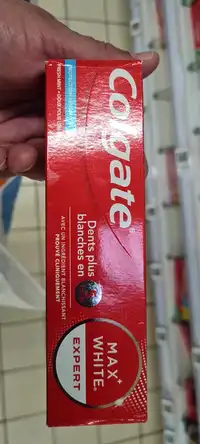 Colgate®
Dents plus
blanches en
AVEC UN INGRÉDIENT BLANCHISSANT
PROUVÉ CLINIQUEMENT
MAX
WHITE®
EXPERT